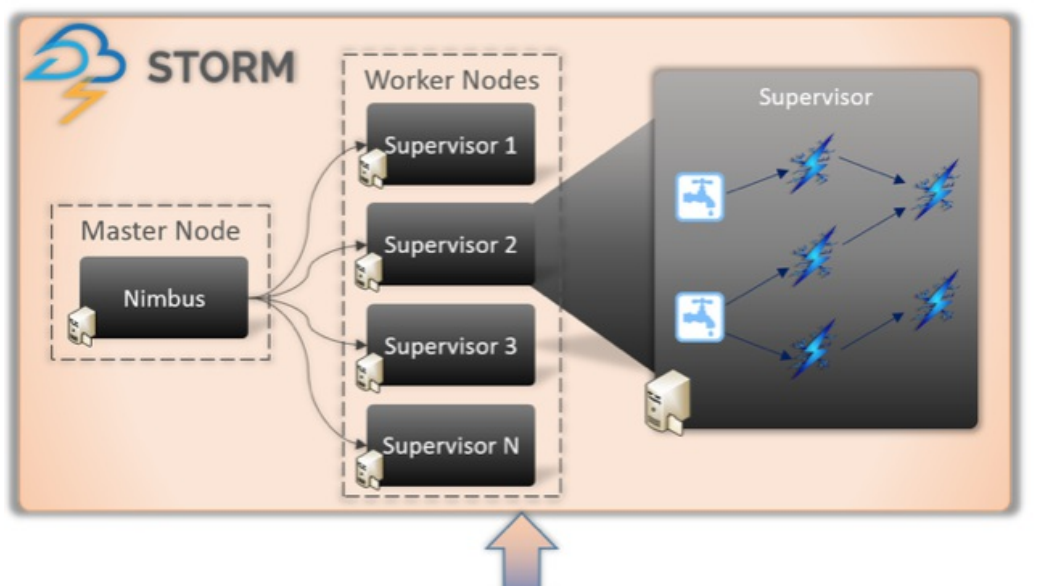 STORM
Worker Nodes
Supervisor 1
Supervisor 2
Supervisor 3
Supervisor N
Master Node
Nimbus
Supervisor